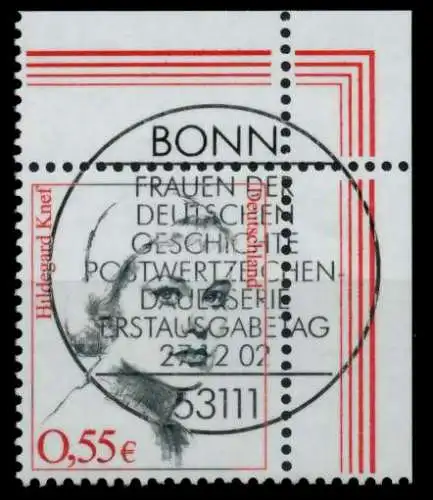 BONN
FRAUEN DER
DEUTSCHEN
GESCHICHTE
POSTWERTZEICHEN-
DAUERSERIE
ERSTAUSGABETAG
27.12.02
53111
Hildegard Knef
Deutschland
0,55€